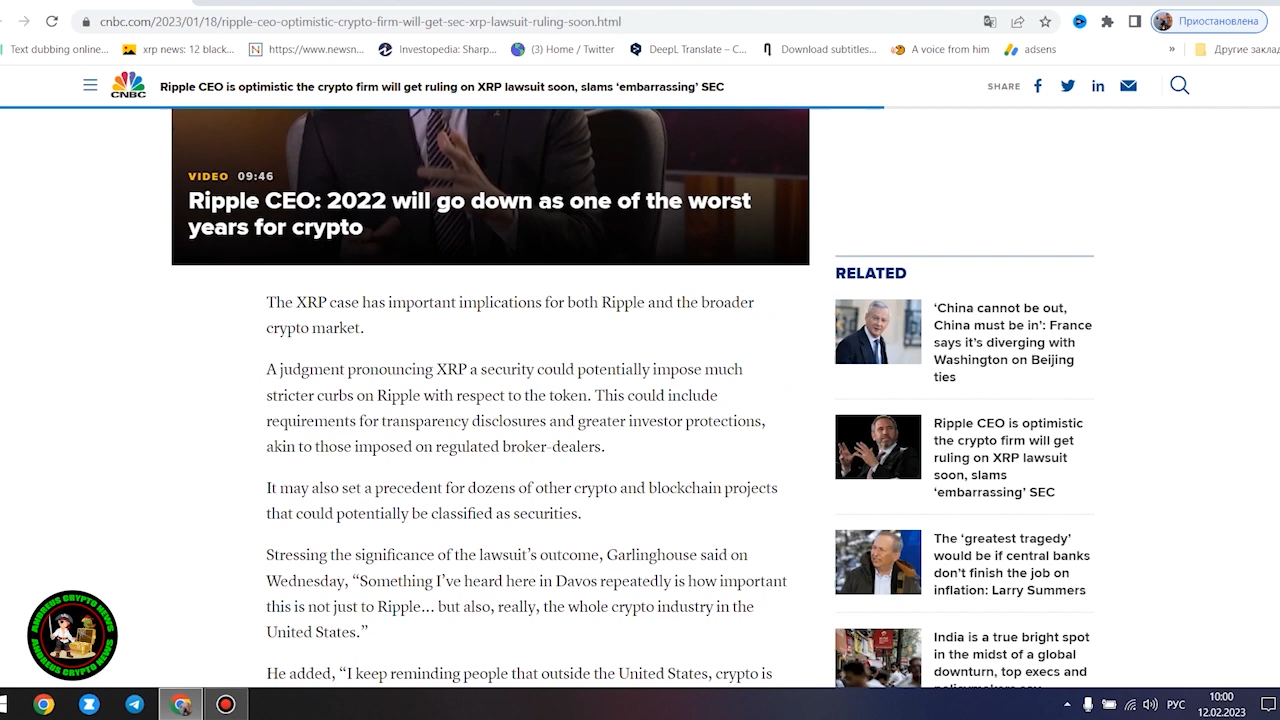 cnbc.com/2023/01/18/ripple-ceo-optimistic-crypto-firm-will-get-sec-xrp-lawsuit-ruling-soon.html
Приостановлена
Text dubbing online...
xrp news: 12 black...
https://www.newsn...
Investopedia: Sharp...
(3) Home / Twitter
DeepL Translate – C...
Download subtitles...
A voice from him
adsens
»
Другие закла
CNBC
Ripple CEO is optimistic the crypto firm will get ruling on XRP lawsuit soon, slams ‘embarrassing’ SEC
SHARE
VIDEO 09:46
Ripple CEO: 2022 will go down as one of the worst
years for crypto
The XRP case has important implications for both Ripple and the broader
crypto market.
A judgment pronouncing XRP a security could potentially impose much
stricter curbs on Ripple with respect to the token. This could include
requirements for transparency disclosures and greater investor protections,
akin to those imposed on regulated broker-dealers.
It may also set a precedent for dozens of other crypto and blockchain projects
that could potentially be classified as securities.
Stressing the significance of the lawsuit’s outcome, Garlinghouse said on
Wednesday, “Something I’ve heard here in Davos repeatedly is how important
this is not just to Ripple… but also, really, the whole crypto industry in the
United States.”
He added, “I keep reminding people that outside the United States, crypto is
RELATED
‘China cannot be out,
China must be in’: France
says it’s diverging with
Washington on Beijing
ties
Ripple CEO is optimistic
the crypto firm will get
ruling on XRP lawsuit
soon, slams
‘embarrassing’ SEC
The ‘greatest tragedy’
would be if central banks
don’t finish the job on
inflation: Larry Summers
India is a true bright spot
in the midst of a global
downturn, top execs and
ANDREUS CRYPTO NEWS
ANDREUS CRYPTO NEWS
РУС
10:00
12.02.2023